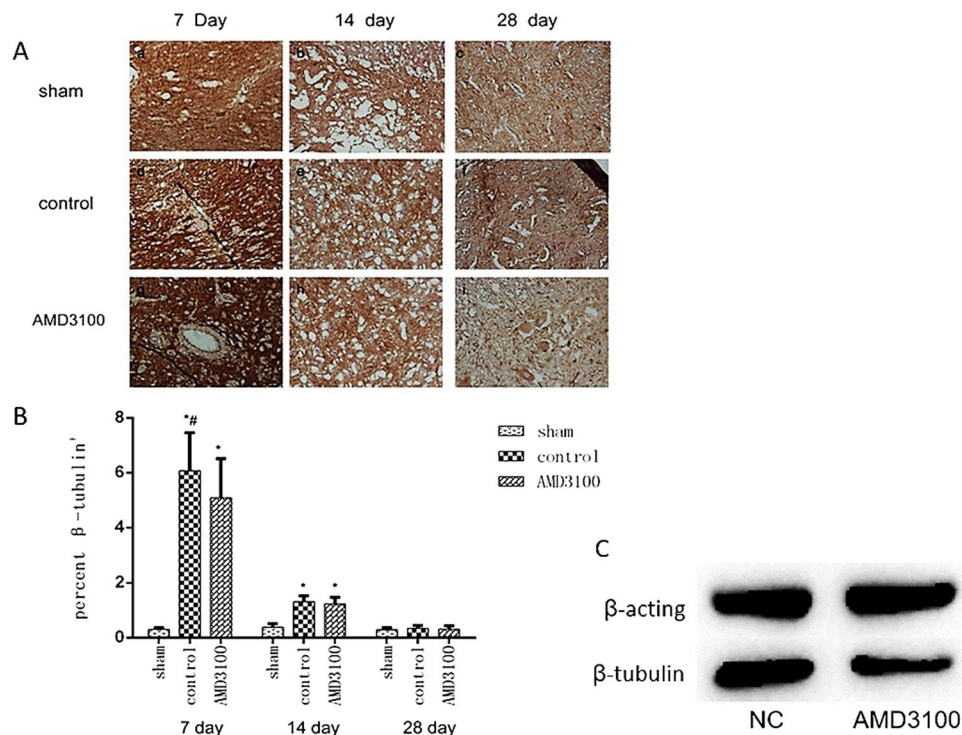 7 Day 14 day 28 day
A
sham
a b c
control
d e f
AMD3100
g h i
B
percent β-tubulin'
8
6
4
2
0
*# *
* *
sham control AMD3100 sham control AMD3100 sham control AMD3100
7 day 14 day 28 day
sham
control
AMD3100
C
β-acting
β-tubulin
NC AMD3100